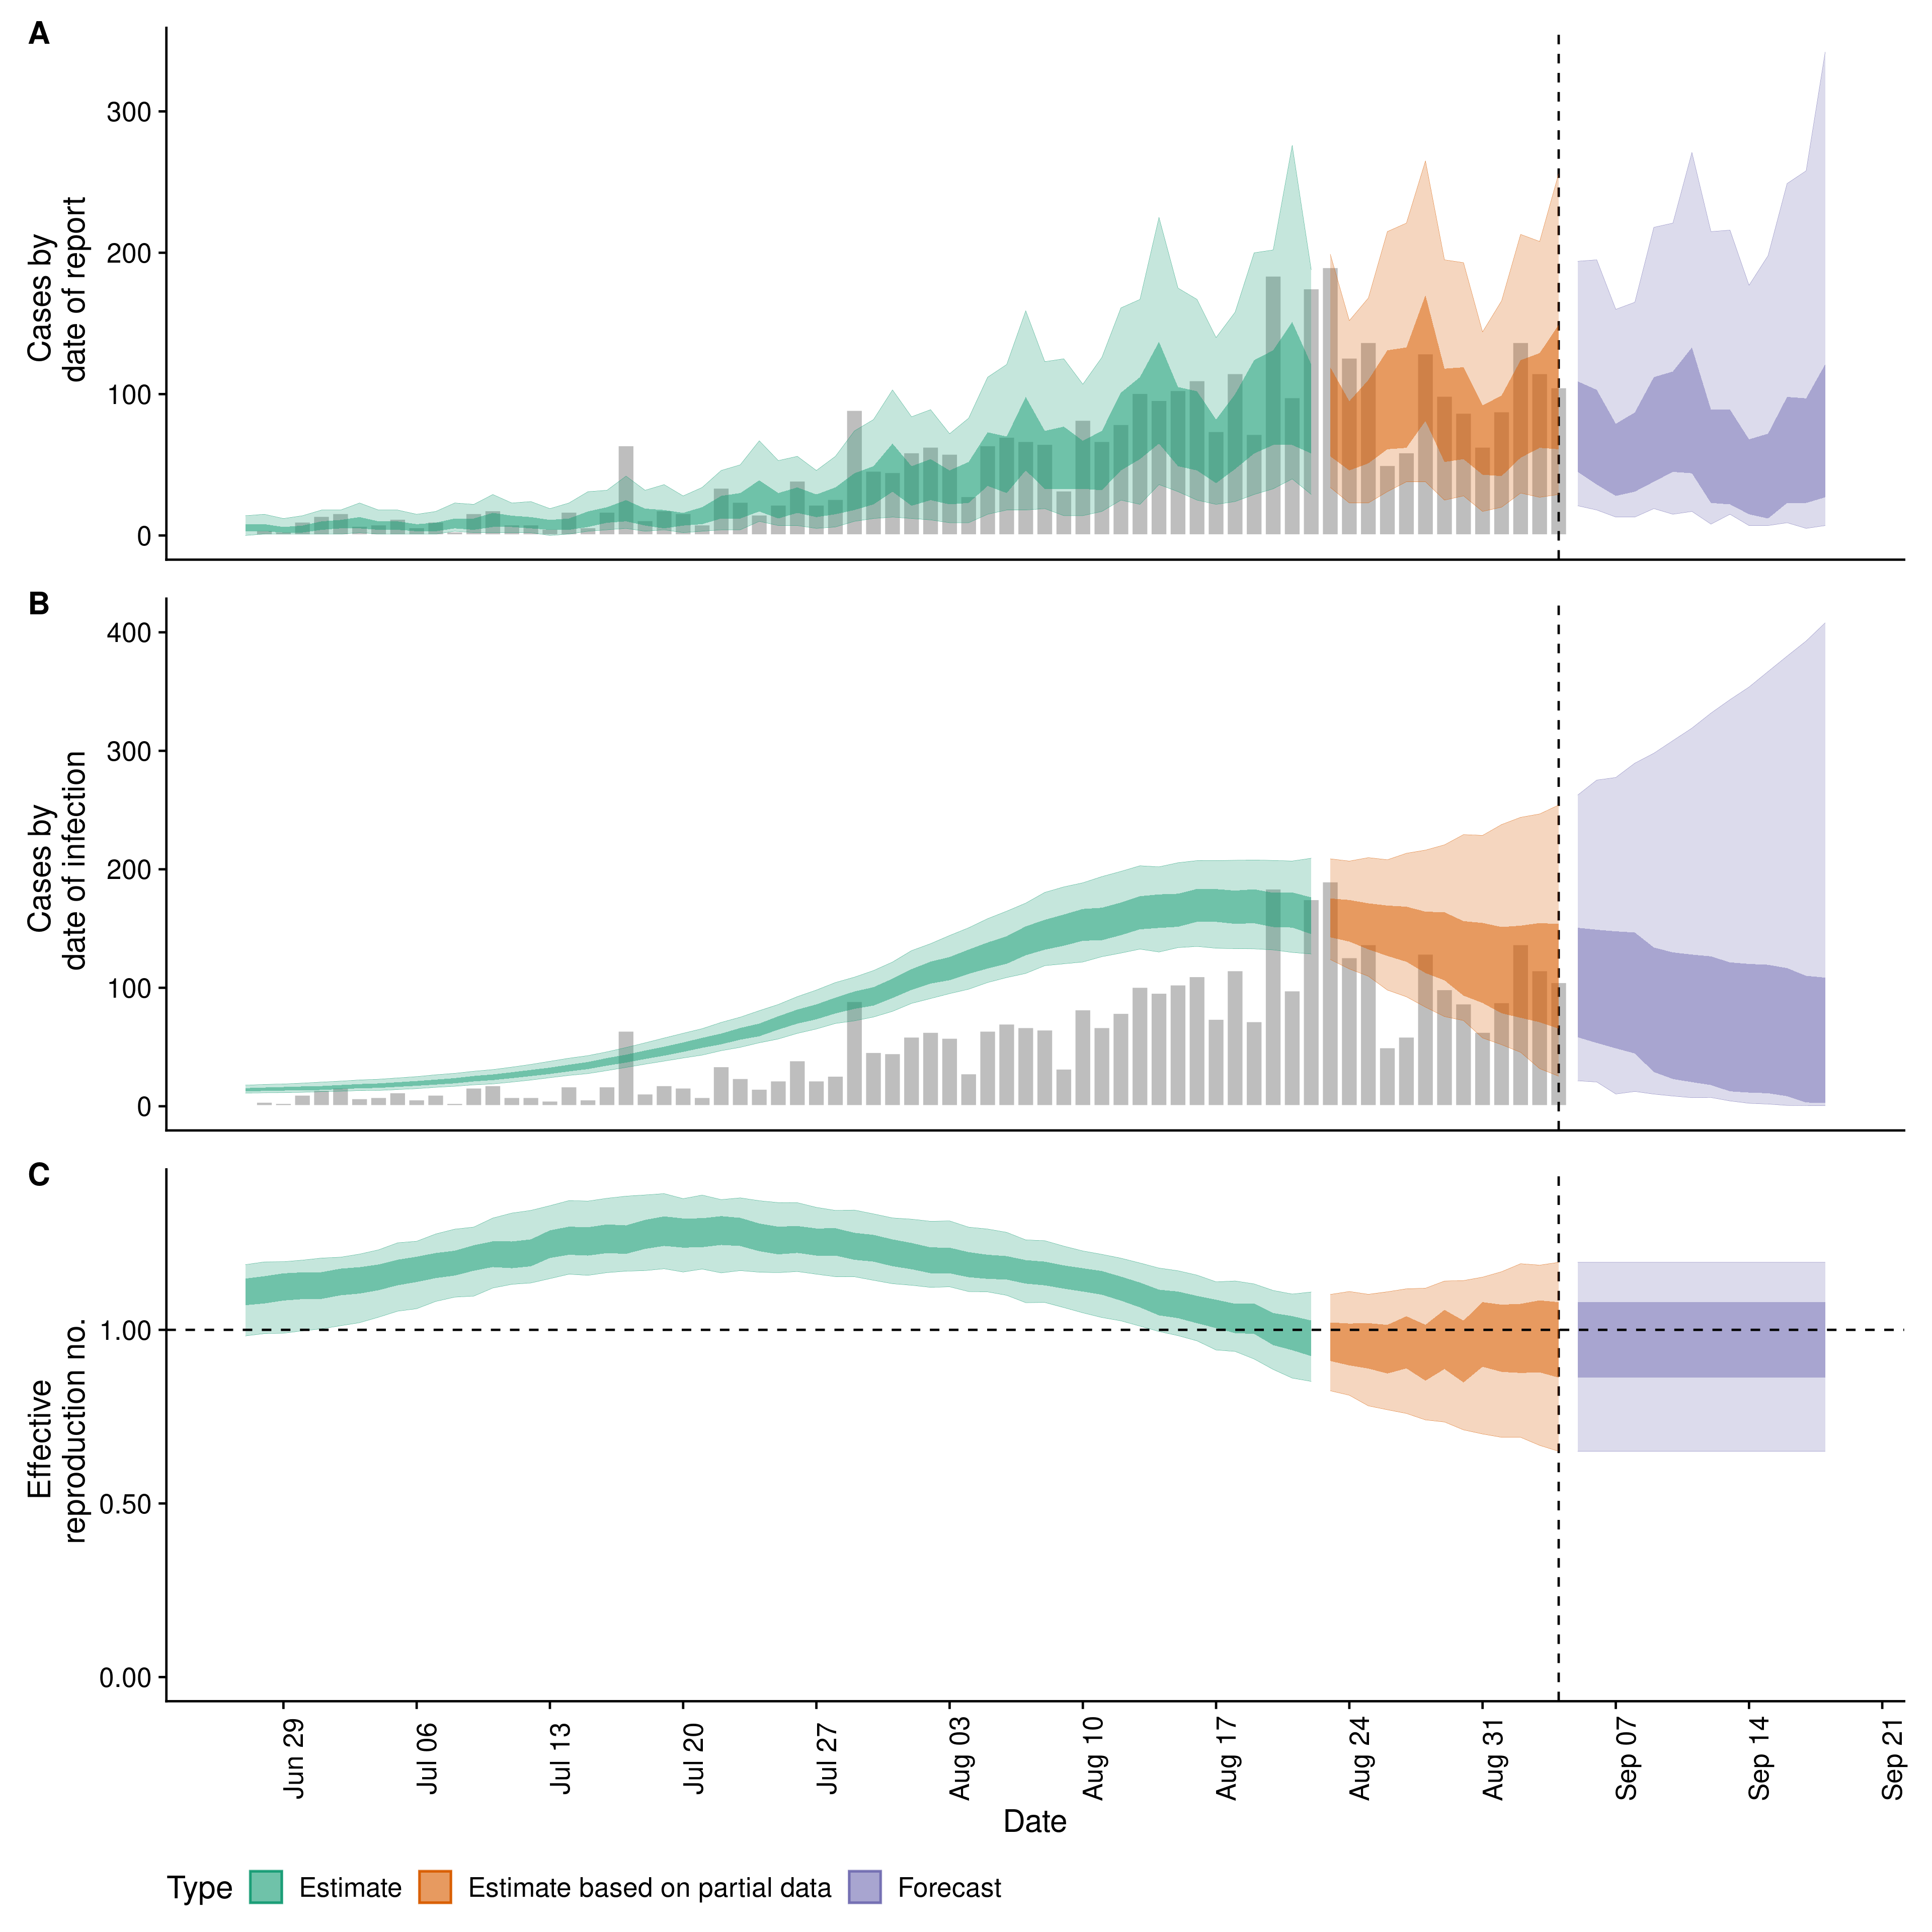 A
Cases by
date of report
300
200
100
0
B
Cases by
date of infection
400
300
200
100
0
C
Effective
reproduction no.
1.00
0.50
0.00
Jun 29
Jul 06
Jul 13
Jul 20
Jul 27
Aug 03
Aug 10
Aug 17
Aug 24
Aug 31
Sep 07
Sep 14
Sep 21
Date
Type Estimate Estimate based on partial data Forecast